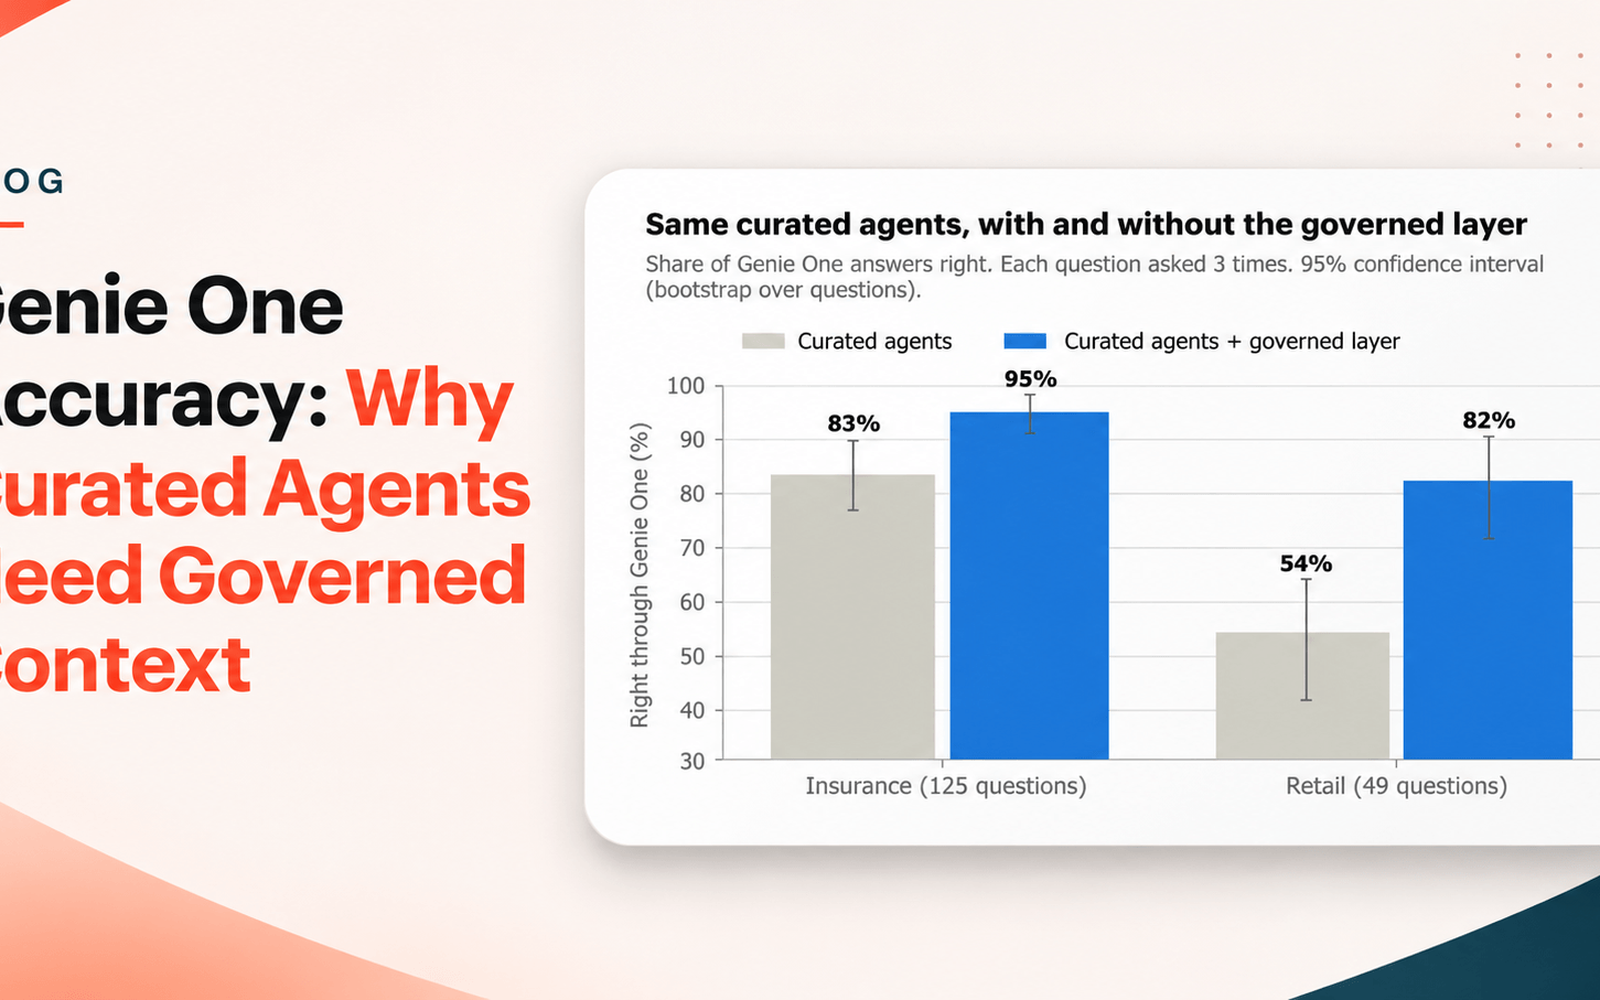 OG
enie One
ccuracy: Why
urated Agents
eed Governed
ontext
Same curated agents, with and without the governed layer
Share of Genie One answers right. Each question asked 3 times. 95% confidence interval
(bootstrap over questions).
Curated agents
Curated agents + governed layer
Right through Genie One (%)
100
90
80
70
60
50
40
30
83%
95%
54%
82%
Insurance (125 questions)
Retail (49 questions)